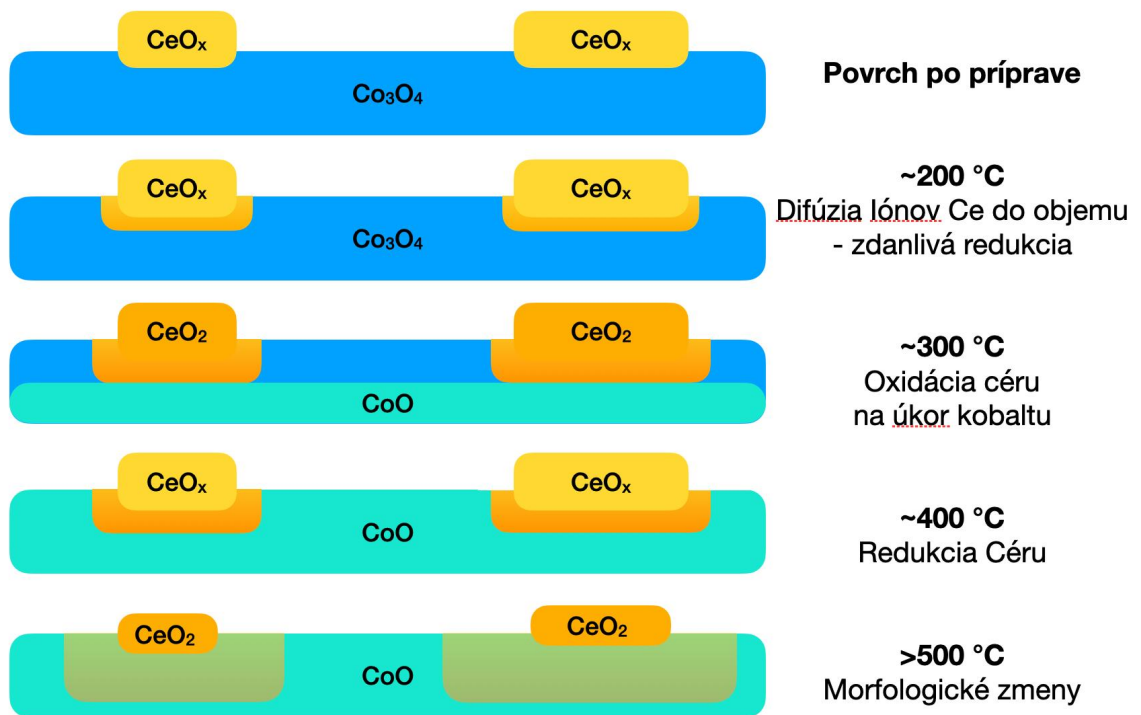 CeOₓ CeOₓ
Co₃O₄
Povrch po príprave
CeOₓ CeOₓ
Co₃O₄
~200 °C
Difúzia Iónov Ce do objemu
- zdanlivá redukcia
CeO₂ CeO₂
CoO
~300 °C
Oxidácia céru
na úkor kobaltu
CeOₓ CeOₓ
CoO
~400 °C
Redukcia Céru
CeO₂ CeO₂
CoO
>500 °C
Morfologické zmeny